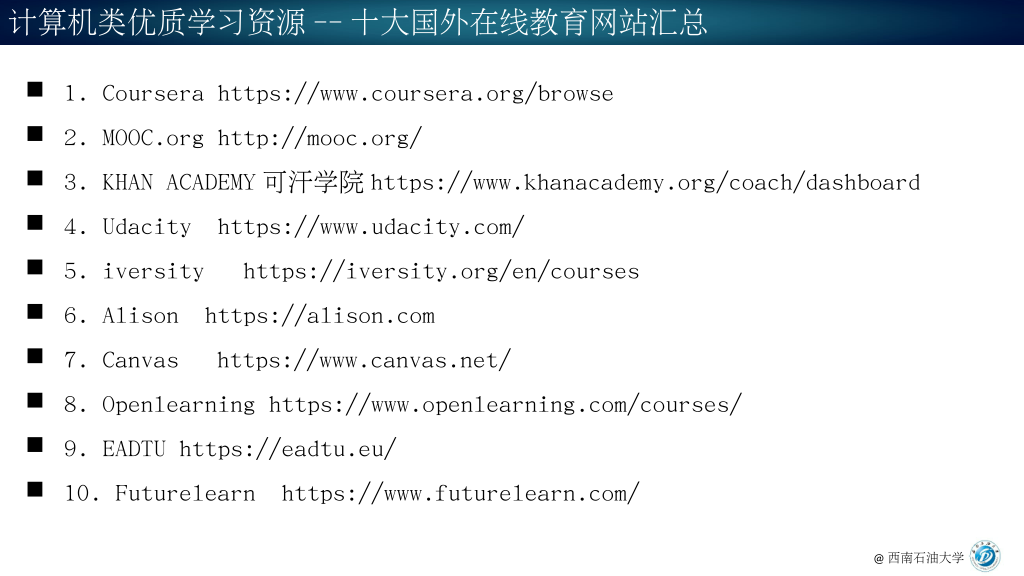 计算机类优质学习资源 -- 十大国外在线教育网站汇总
■ 1. Coursera https://www.coursera.org/browse
■ 2. MOOC.org http://mooc.org/
■ 3. KHAN ACADEMY 可汗学院 https://www.khanacademy.org/coach/dashboard
■ 4. Udacity  https://www.udacity.com/
■ 5. iversity   https://iversity.org/en/courses
■ 6. Alison  https://alison.com
■ 7. Canvas   https://www.canvas.net/
■ 8. Openlearning https://www.openlearning.com/courses/
■ 9. EADTU https://eadtu.eu/
■ 10. Futurelearn  https://www.futurelearn.com/
@ 西南石油大学